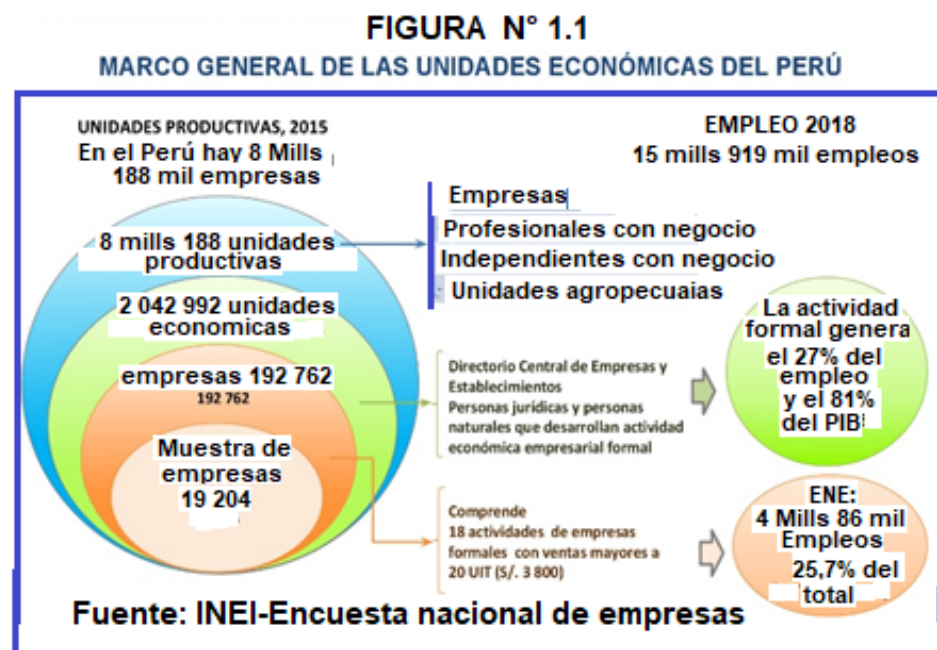 FIGURA N° 1.1
MARCO GENERAL DE LAS UNIDADES ECONÓMICAS DEL PERÚ
UNIDADES PRODUCTIVAS, 2015
En el Perú hay 8 Mills
188 mil empresas
EMPLEO 2018
15 mills 919 mil empleos
8 mills 188 unidades
productivas
Empresas
Profesionales con negocio
Independientes con negocio
Unidades agropecuaias
2 042 992 unidades
economicas
empresas 192 762
192 762
Muestra de
empresas
19 204
Directorio Central de Empresas y
Establecimientos
Personas jurídicas y personas
naturales que desarrollan actividad
económica empresarial formal
La actividad
formal genera
el 27% del
empleo
y el 81%
del PIB
Comprende
18 actividades de empresas
formales con ventas mayores a
20 UIT (S/. 3 800)
ENE:
4 Mills 86 mil
Empleos
25,7% del
total
Fuente: INEI-Encuesta nacional de empresas